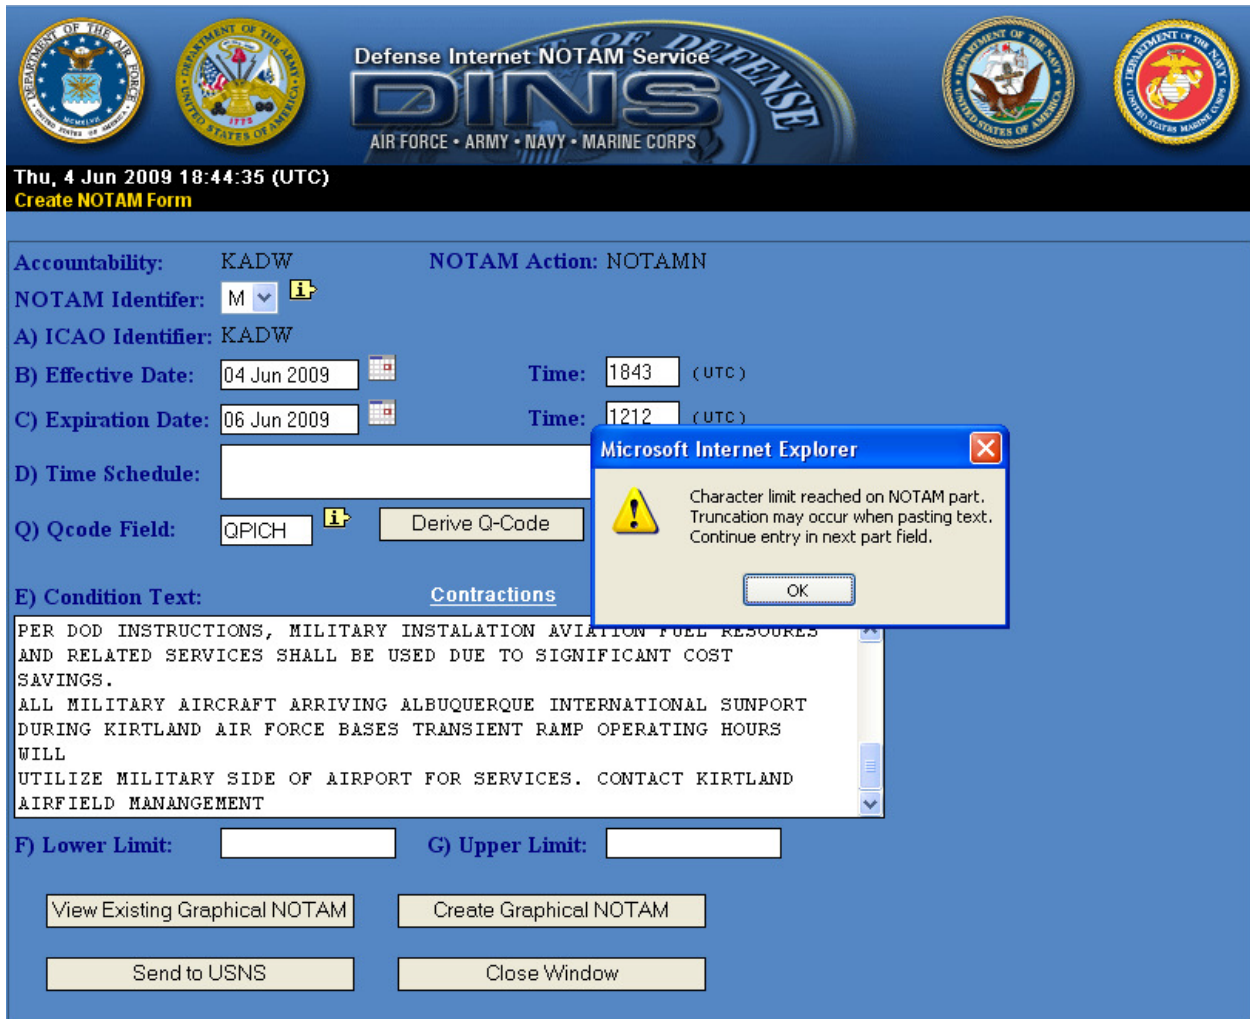 Defense Internet NOTAM Service
DINS
AIR FORCE • ARMY • NAVY • MARINE CORPS
Thu, 4 Jun 2009 18:44:35 (UTC)
Create NOTAM Form
Accountability: KADW NOTAM Action: NOTAMN
NOTAM Identifer: M
A) ICAO Identifier: KADW
B) Effective Date: 04 Jun 2009 Time: 1843 (UTC)
C) Expiration Date: 06 Jun 2009 Time: 1212 (UTC)
D) Time Schedule:
Microsoft Internet Explorer
Character limit reached on NOTAM part.
Truncation may occur when pasting text.
Continue entry in next part field.
OK
Q) Qcode Field: QPICH Derive Q-Code
E) Condition Text: Contractions
PER DOD INSTRUCTIONS, MILITARY INSTALATION AVIATION FUEL RESOURES
AND RELATED SERVICES SHALL BE USED DUE TO SIGNIFICANT COST
SAVINGS.
ALL MILITARY AIRCRAFT ARRIVING ALBUQUERQUE INTERNATIONAL SUNPORT
DURING KIRTLAND AIR FORCE BASES TRANSIENT RAMP OPERATING HOURS
WILL
UTILIZE MILITARY SIDE OF AIRPORT FOR SERVICES. CONTACT KIRTLAND
AIRFIELD MANANGEMENT
F) Lower Limit: G) Upper Limit:
View Existing Graphical NOTAM Create Graphical NOTAM
Send to USNS Close Window